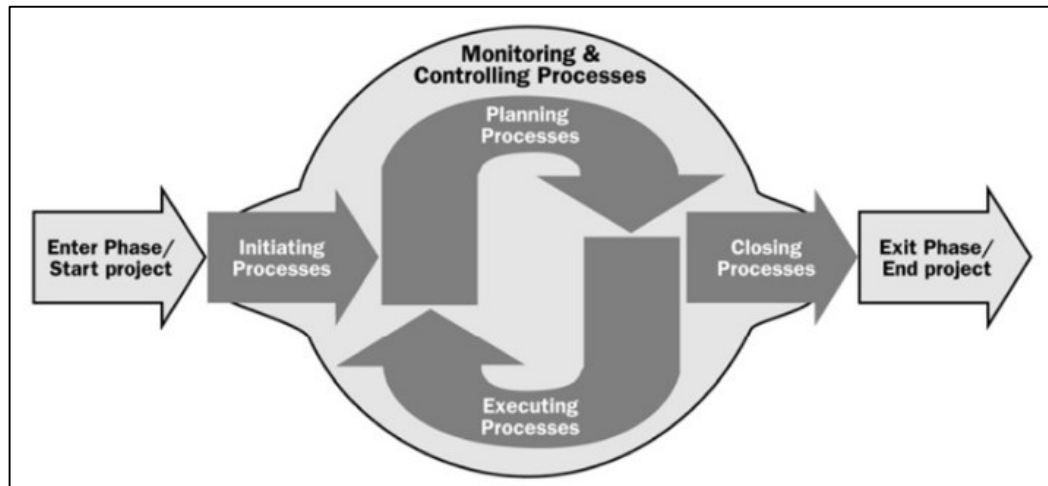 Monitoring &
Controlling Processes
Planning
Processes
Enter Phase/
Start project
Initiating
Processes
Closing
Processes
Exit Phase/
End project
Executing
Processes